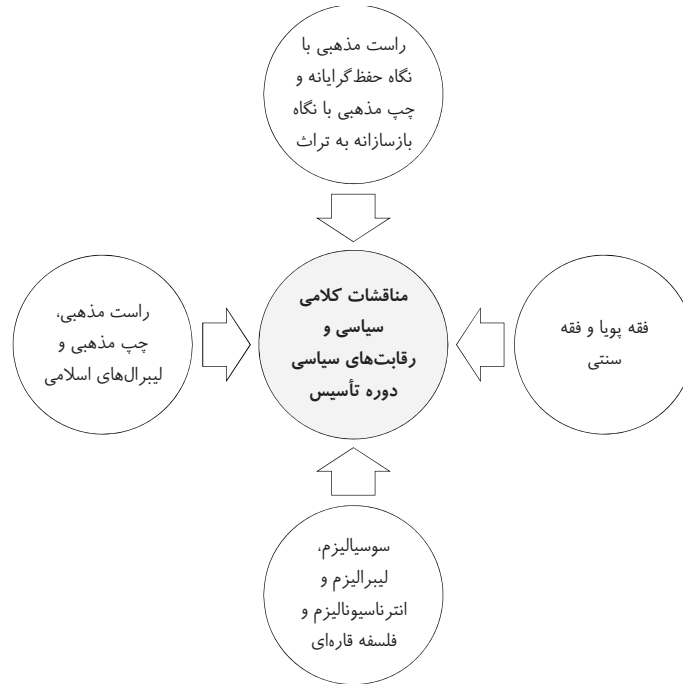 راست مذهبی با
نگاه حفظ‌گرایانه و
چپ مذهبی با نگاه
بازسازانه به تراث
مناقشات کلامی
سیاسی و
رقابت‌های سیاسی
دوره تأسیس
فقه پویا و فقه
سنتی
راست مذهبی،
چپ مذهبی و
لیبرال‌های اسلامی
سوسیالیزم،
لیبرالیزم و
انترناسیونالیزم و
فلسفه قاره‌ای